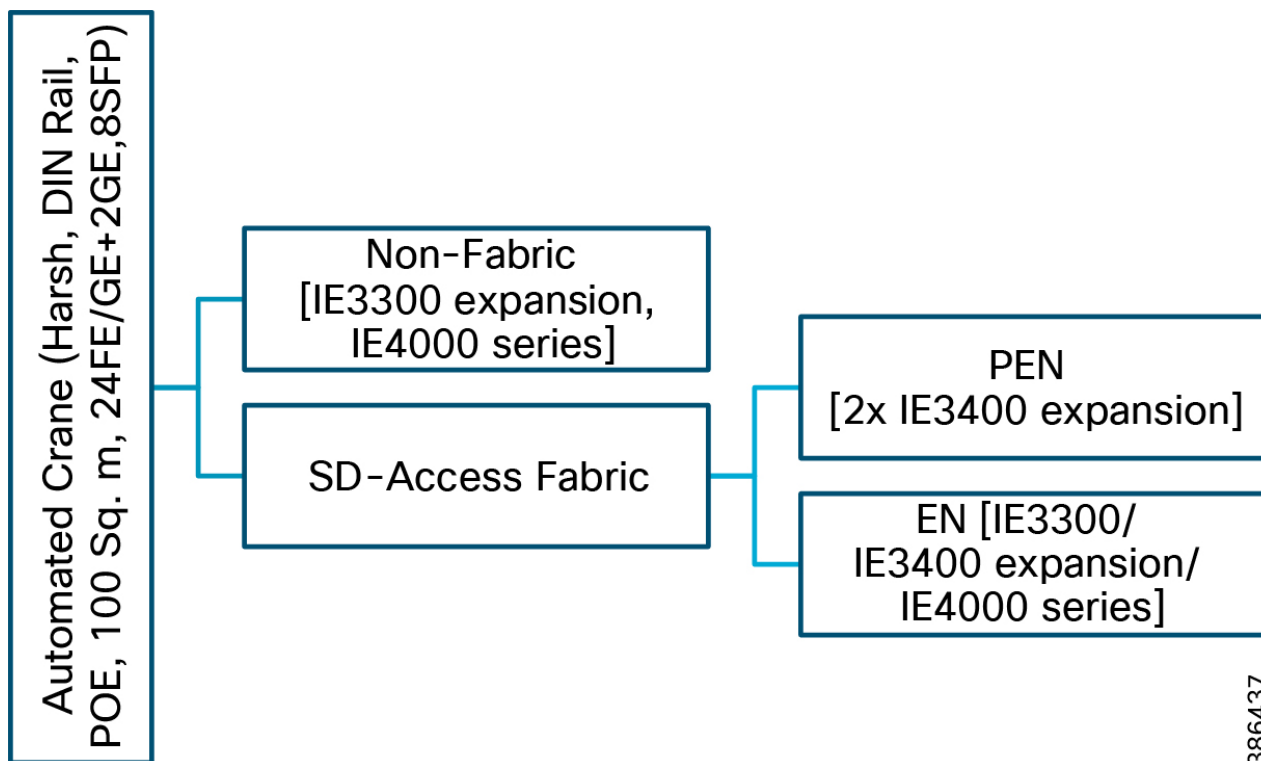 Automated Crane (Harsh, DIN Rail,
POE, 100 Sq. m, 24FE/GE+2GE,8SFP)
Non-Fabric
[IE3300 expansion,
IE4000 series]
SD-Access Fabric
PEN
[2x IE3400 expansion]
EN [IE3300/
IE3400 expansion/
IE4000 series]
386437